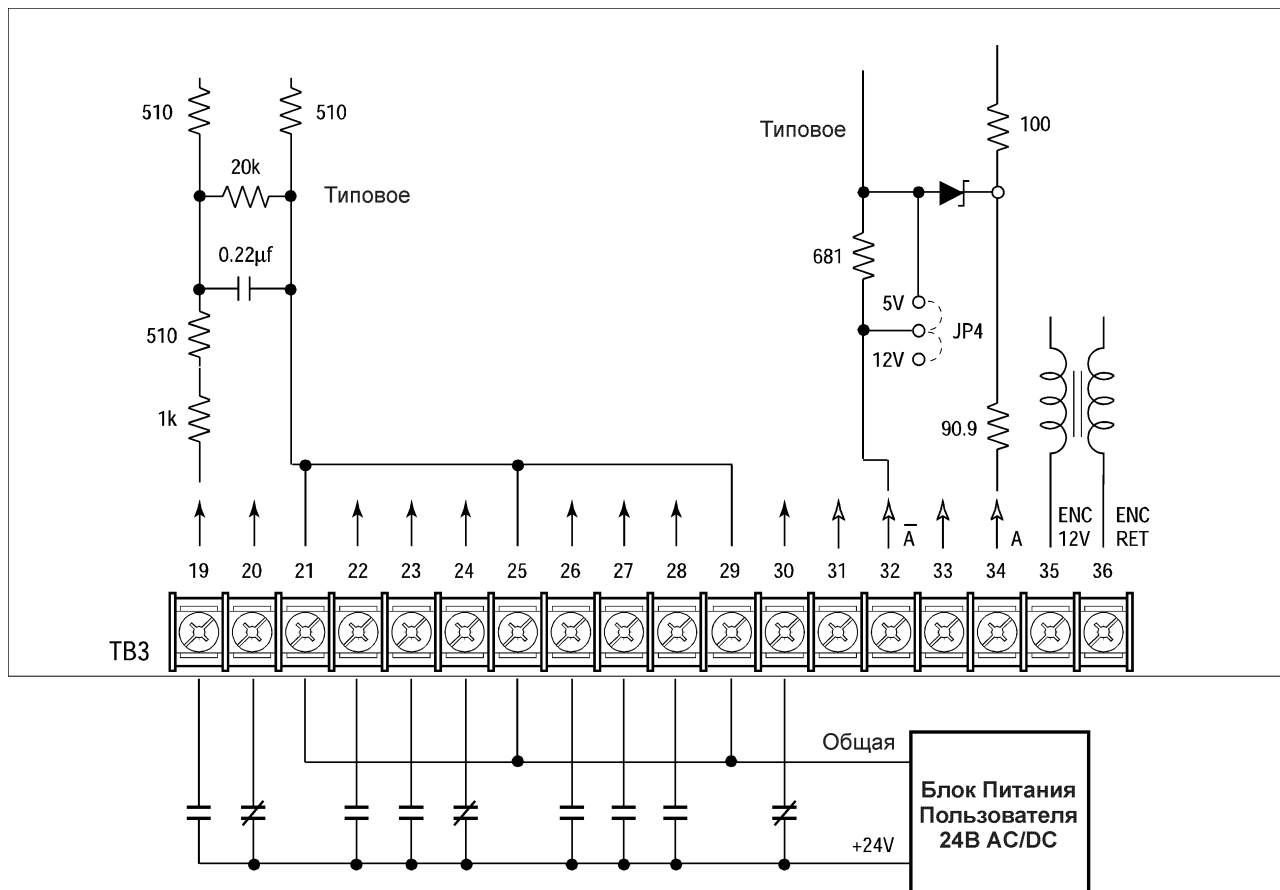 510
510
20k
Типовое
0.22µf
510
1k
Типовое
100
681
5V
JP4
12V
90.9
A
A
ENC
12V
ENC
RET
19 20 21 22 23 24 25 26 27 28 29 30 31 32 33 34 35 36
TB3
Общая
+24V
Блок Питания
Пользователя
24В AC/DC